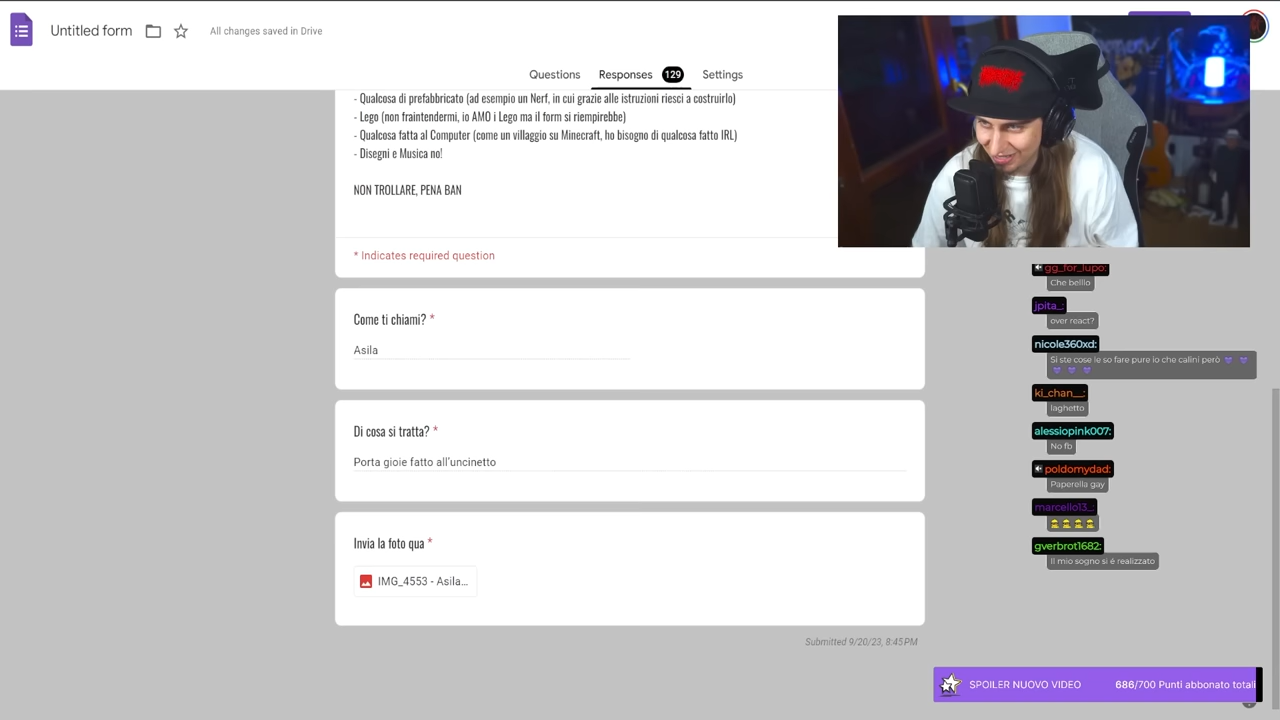 Untitled form
All changes saved in Drive
Questions
Responses
129
Settings
- Qualcosa di prefabbricato (ad esempio un Nerf, in cui grazie alle istruzioni riesci a costruirlo)
- Lego (non fraintendermi, io AMO i Lego ma il form si riempirebbe)
- Qualcosa fatta al Computer (come un villaggio su Minecraft, ho bisogno di qualcosa fatto IRL)
- Disegni e Musica no!
NON TROLLARE, PENA BAN
* Indicates required question
Come ti chiami? *
Asila
Di cosa si tratta? *
Porta gioie fatto all'uncinetto
Invia la foto qua *
IMG_4553 - Asila...
Submitted 9/20/23, 8:45 PM
gg_for_lupo:
Che belllo
jpita_:
over react?
nicole360xd:
Si ste cose le so fare pure io che calini però
ki_chan__:
laghetto
alessiopink007:
No fb
poldomydad:
Paperella gay
marcello13_:
gverbrot1682:
Il mio sogno si è realizzato
SPOILER NUOVO VIDEO
686/700 Punti abbonato totali